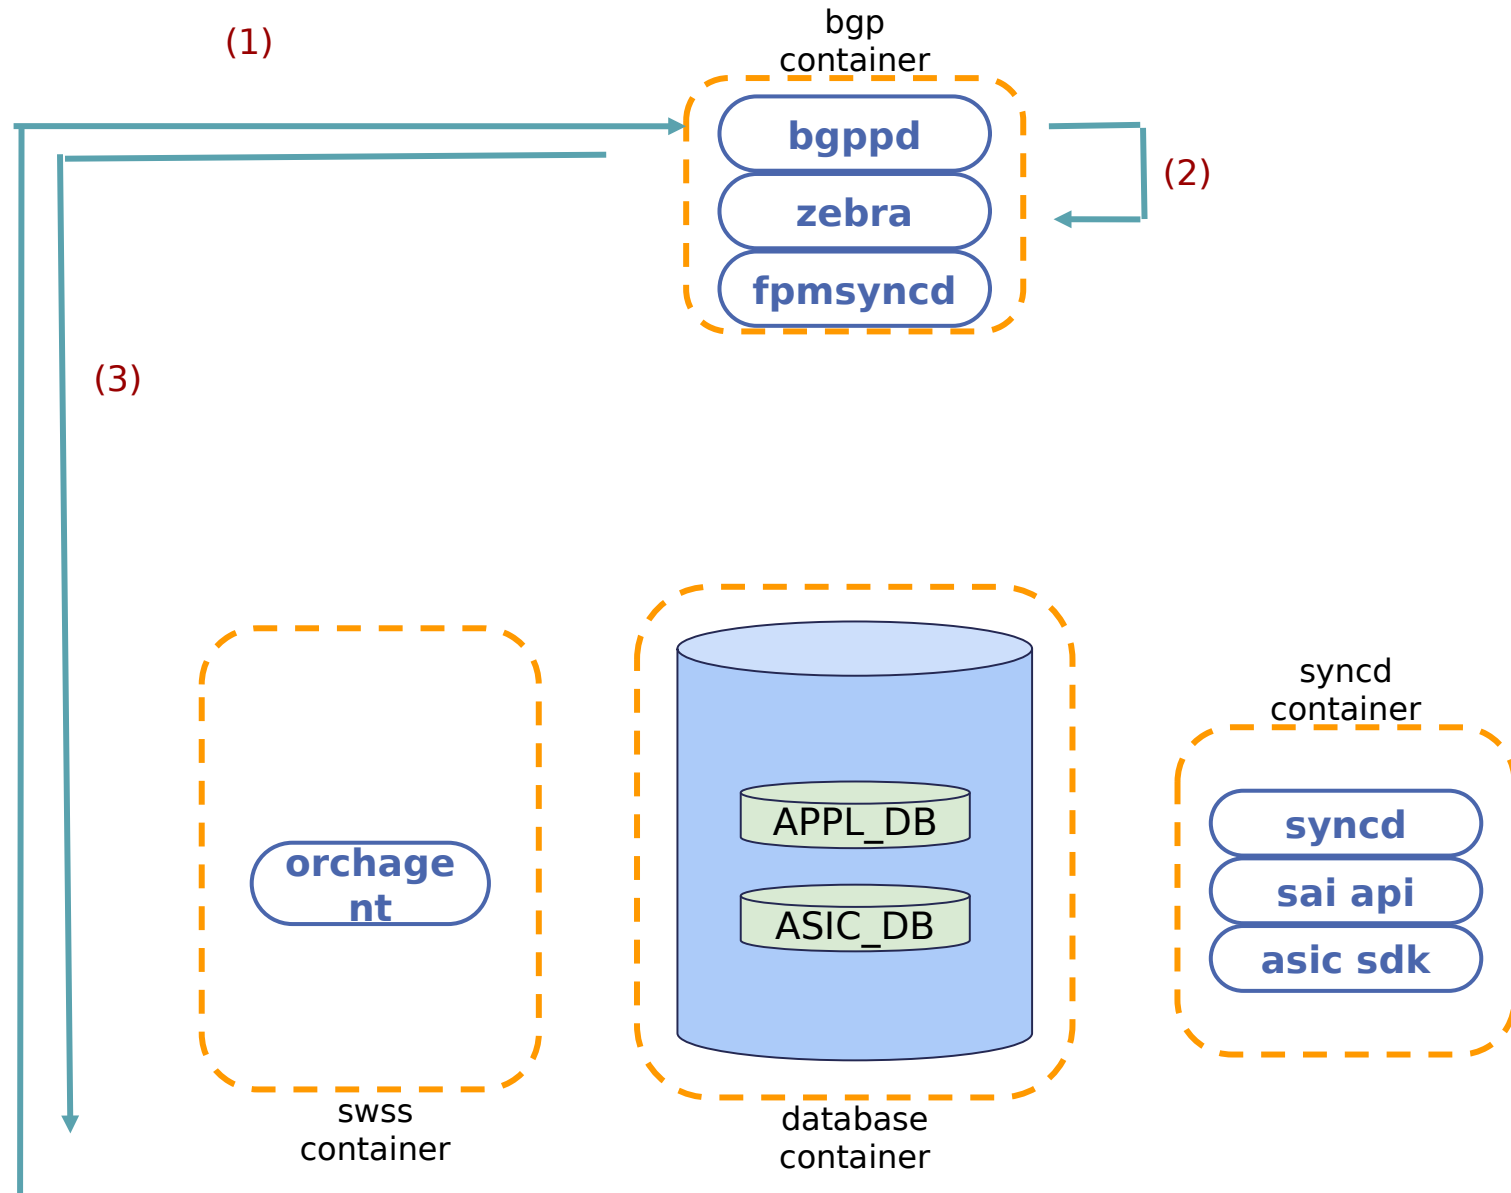 (1)
bgp
container
bgppd
zebra
fpmsyncd
(2)
(3)
orchage
nt
swss
container
APPL_DB
ASIC_DB
database
container
syncd
container
syncd
sai api
asic sdk